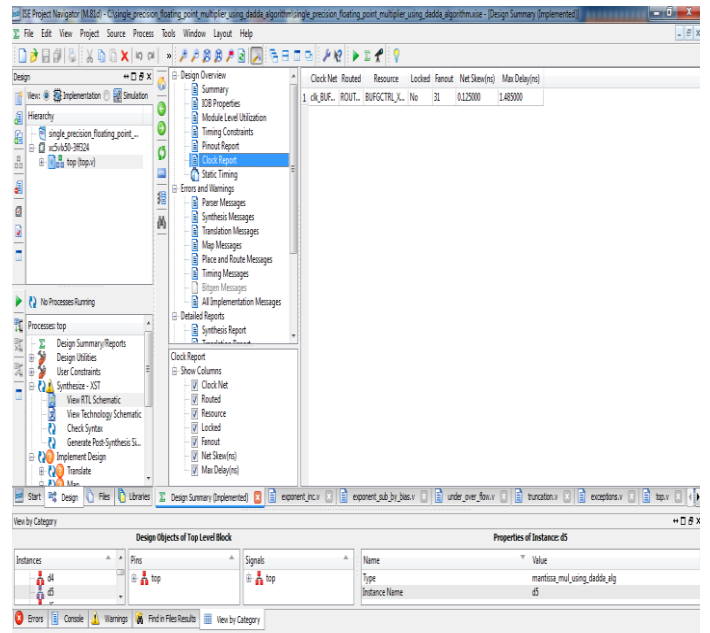 ISE Project Navigator (M.81d) - C:\single_precision_floating_point_multiplier_using_dadda_algorithm\single_precision_floating_point_multiplier_using_dadda_algorithm.xise - [Design Summary (Implemented)]
File Edit View Project Source Process Tools Window Layout Help
Design
View: Implementation Simulation
Hierarchy
single_precision_floating_point_...
xc5vlx50-3ff324
top (top.v)
No Processes Running
Processes: top
Design Summary/Reports
Design Utilities
User Constraints
Synthesize - XST
View RTL Schematic
View Technology Schematic
Check Syntax
Generate Post-Synthesis Si...
Implement Design
Translate
Map
Start Design Files Libraries
Design Overview
Summary
IOB Properties
Module Level Utilization
Timing Constraints
Pinout Report
Clock Report
Static Timing
Errors and Warnings
Parser Messages
Synthesis Messages
Translation Messages
Map Messages
Place and Route Messages
Timing Messages
Bitgen Messages
All Implementation Messages
Detailed Reports
Synthesis Report
Translation Report
Clock Report
Show Columns
Clock Net
Routed
Resource
Locked
Fanout
Net Skew(ns)
Max Delay(ns)
Clock Net Routed Resource Locked Fanout Net Skew(ns) Max Delay(ns)
1 clk_BUF... ROUT... BUFGCTRL_X... No 31 0.125000 1.485000
Design Summary (Implemented) exponent_inc.v exponent_sub_by_bias.v under_over_flow.v truncation.v exceptions.v top.v
View by Category
Design Objects of Top Level Block
Properties of Instance: d5
Instances Pins Signals Name Value
d4 top top Type mantissa_mul_using_dadda_alg
d5 Instance Name d5
Errors Console Warnings Find in Files Results View by Category